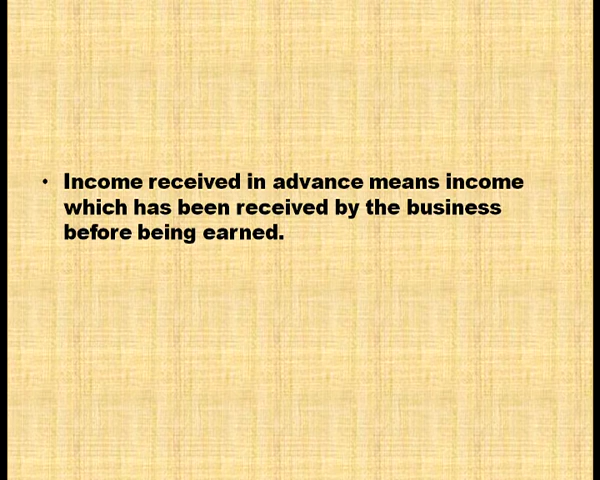 • Income received in advance means income
which has been received by the business
before being earned.